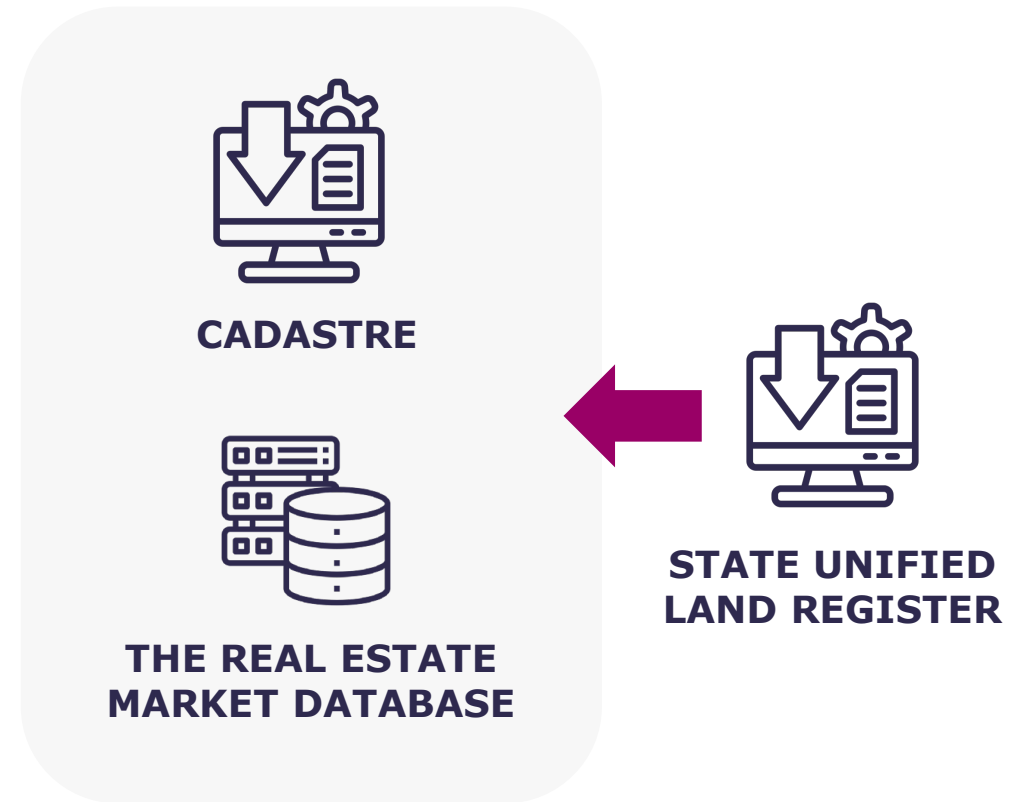 CADASTRE
THE REAL ESTATE
MARKET DATABASE
STATE UNIFIED
LAND REGISTER